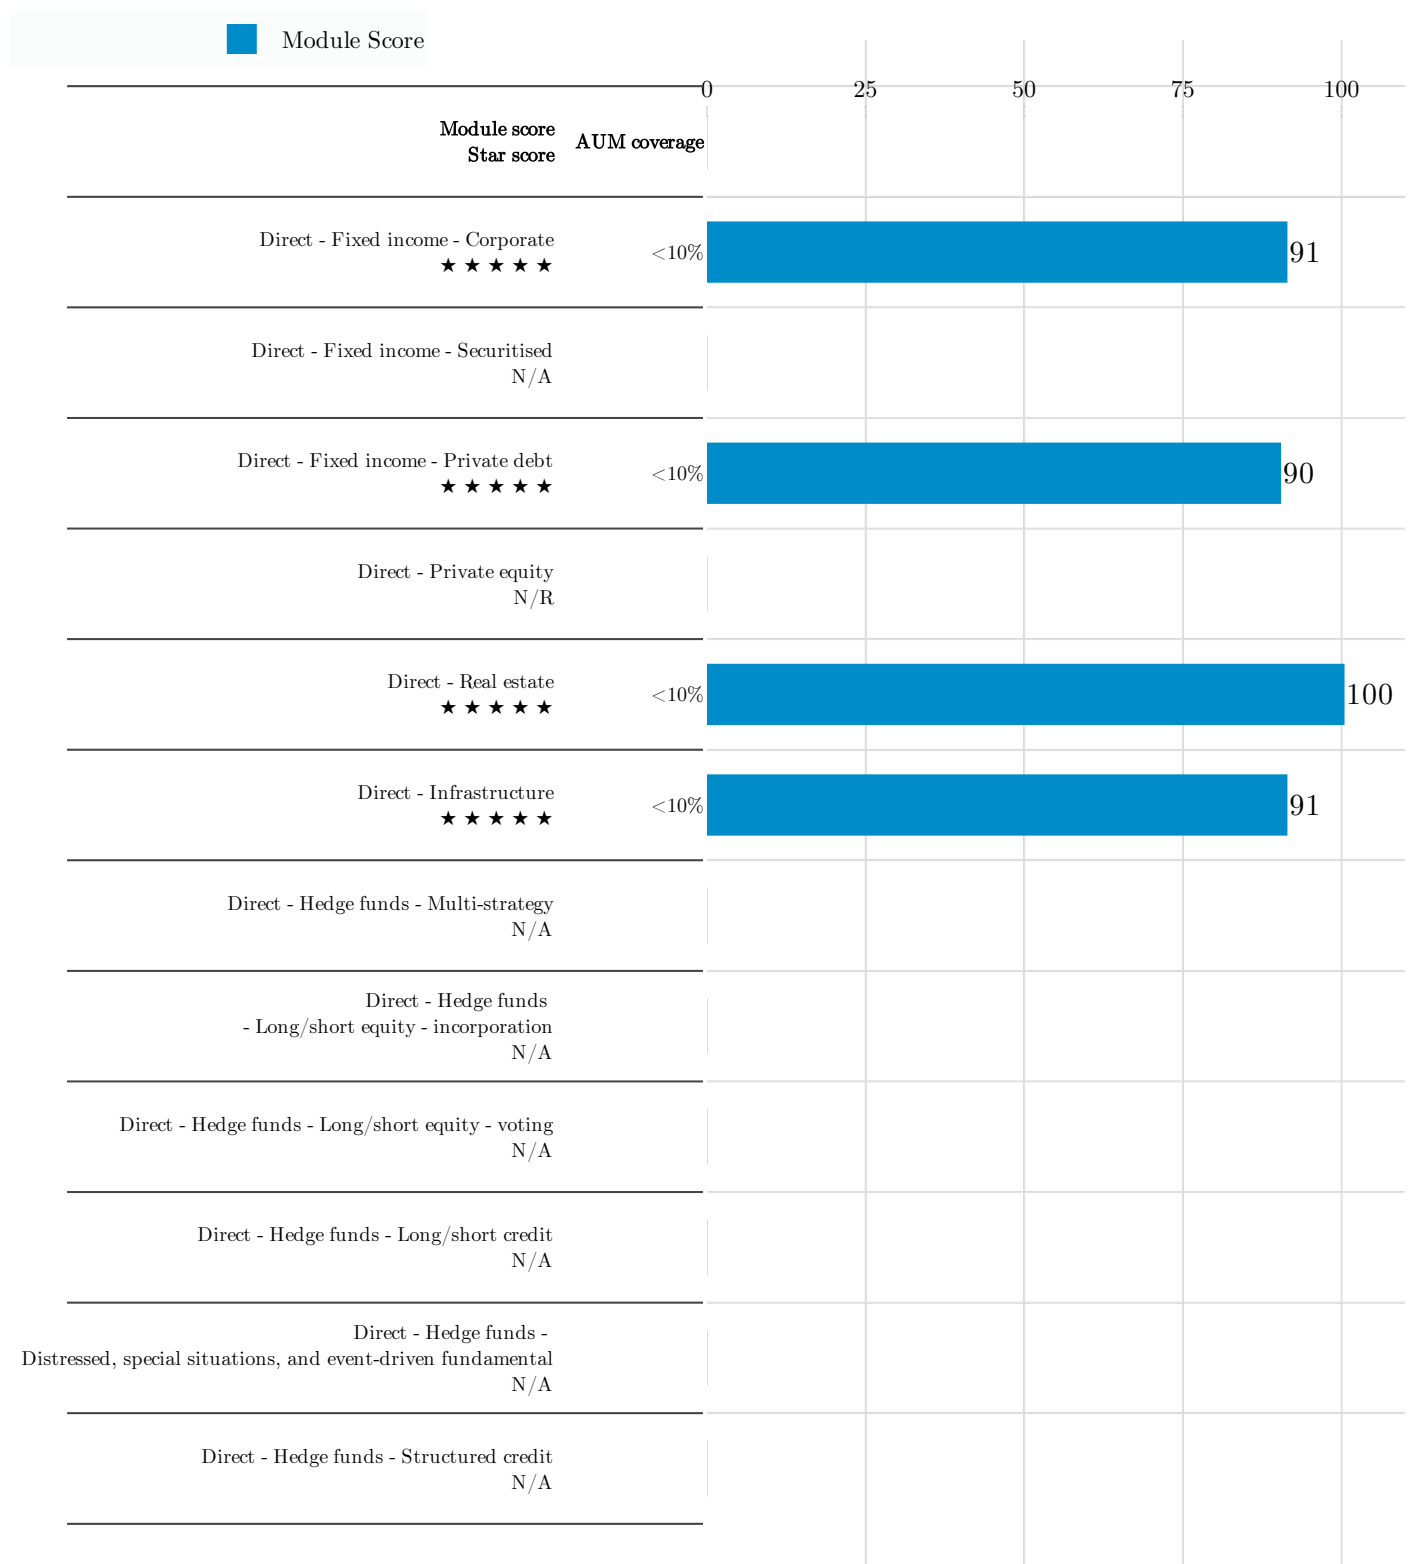 Module Score
0 25 50 75 100
Module score
Star score
AUM coverage
Direct - Fixed income - Corporate
★ ★ ★ ★ ★
<10%
91
Direct - Fixed income - Securitised
N/A
Direct - Fixed income - Private debt
★ ★ ★ ★ ★
<10%
90
Direct - Private equity
N/R
Direct - Real estate
★ ★ ★ ★ ★
<10%
100
Direct - Infrastructure
★ ★ ★ ★ ★
<10%
91
Direct - Hedge funds - Multi-strategy
N/A
Direct - Hedge funds
- Long/short equity - incorporation
N/A
Direct - Hedge funds - Long/short equity - voting
N/A
Direct - Hedge funds - Long/short credit
N/A
Direct - Hedge funds -
Distressed, special situations, and event-driven fundamental
N/A
Direct - Hedge funds - Structured credit
N/A